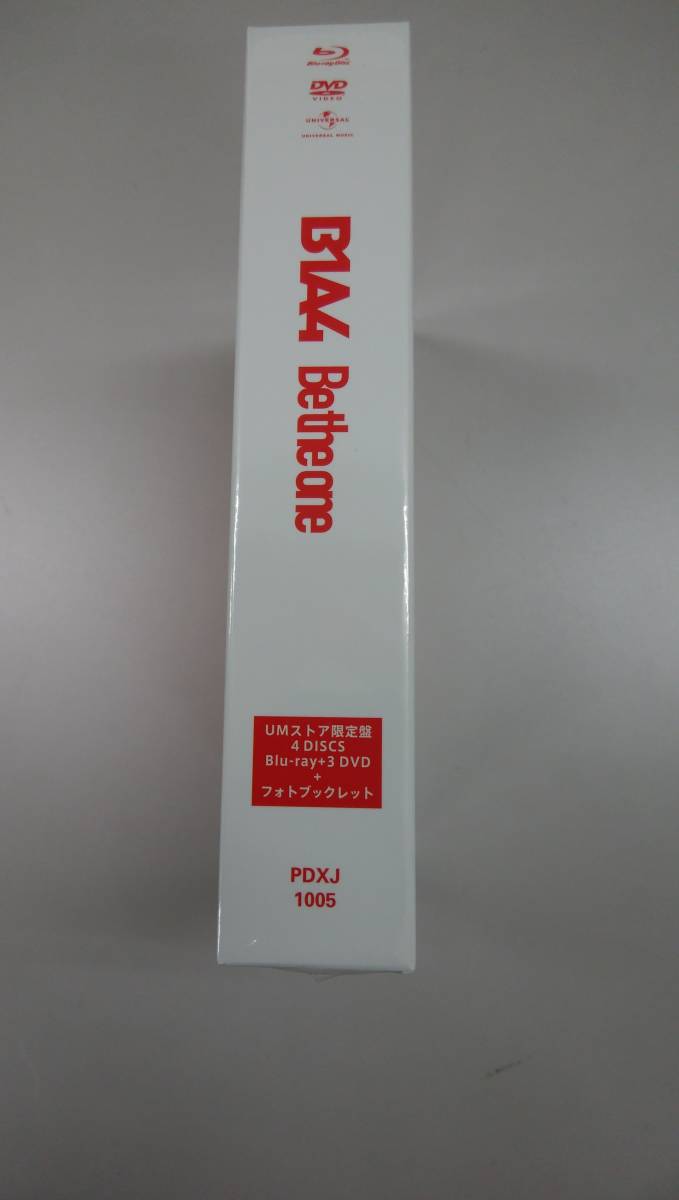 Blu-ray Disc
DVD
VIDEO
UNIVERSAL
UNIVERSAL MUSIC
B1A4
Be the one
UMストア限定盤
4 DISCS
Blu-ray+3 DVD
+
フォトブックレット
PDXJ
1005